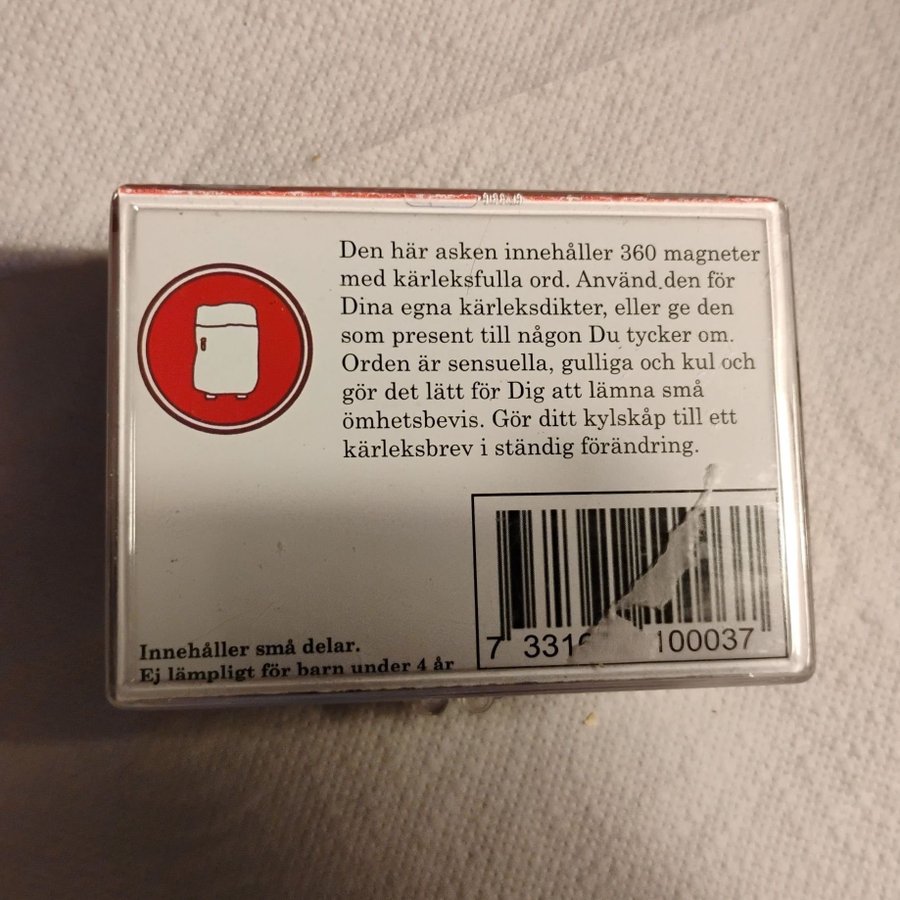 Den här asken innehåller 360 magneter
med kärleksfulla ord. Använd den för
Dina egna kärleksdikter, eller ge den
som present till någon Du tycker om.
Orden är sensuella, gulliga och kul och
gör det lätt för Dig att lämna små
ömhetsbevis. Gör ditt kylskåp till ett
kärleksbrev i ständig förändring.
Innehåller små delar.
Ej lämpligt för barn under 4 år
7 331 100037